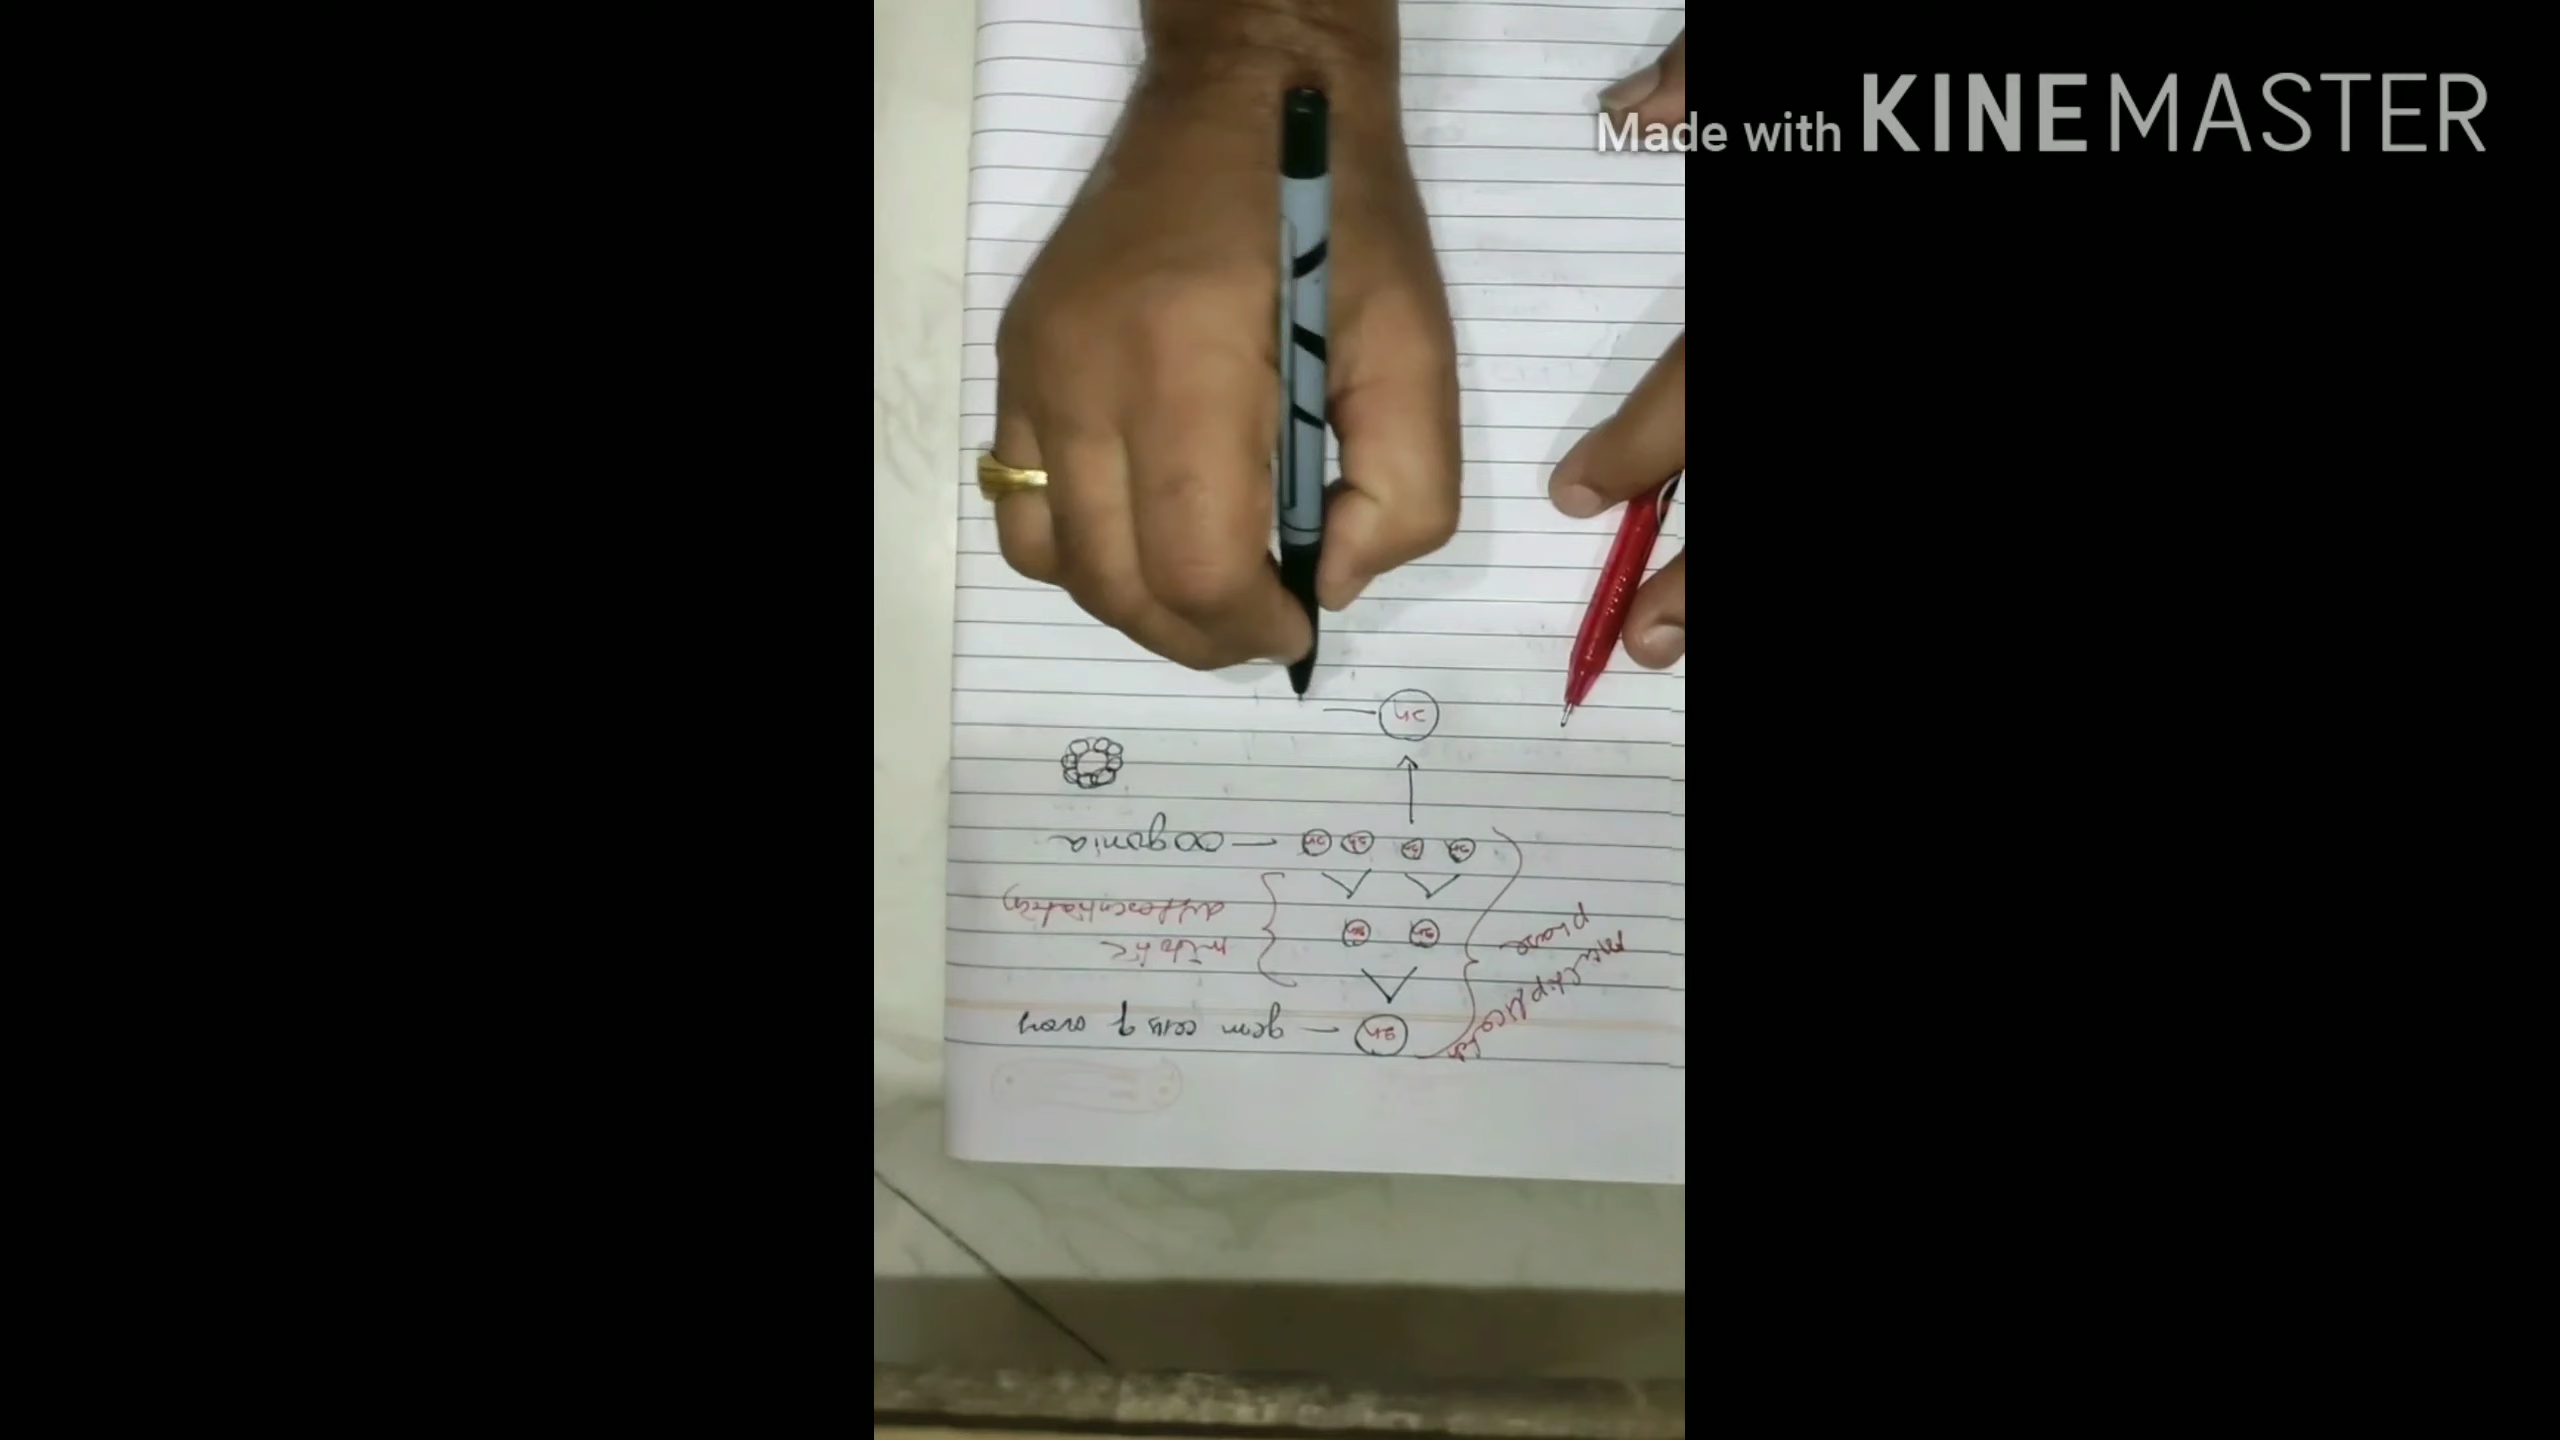 Made with KINEMASTER
2n — germ cells of ovary
2n 2n
mitotic
differentiation
multiplication
phase
2n 2n 2n 2n — oogonia
2n —